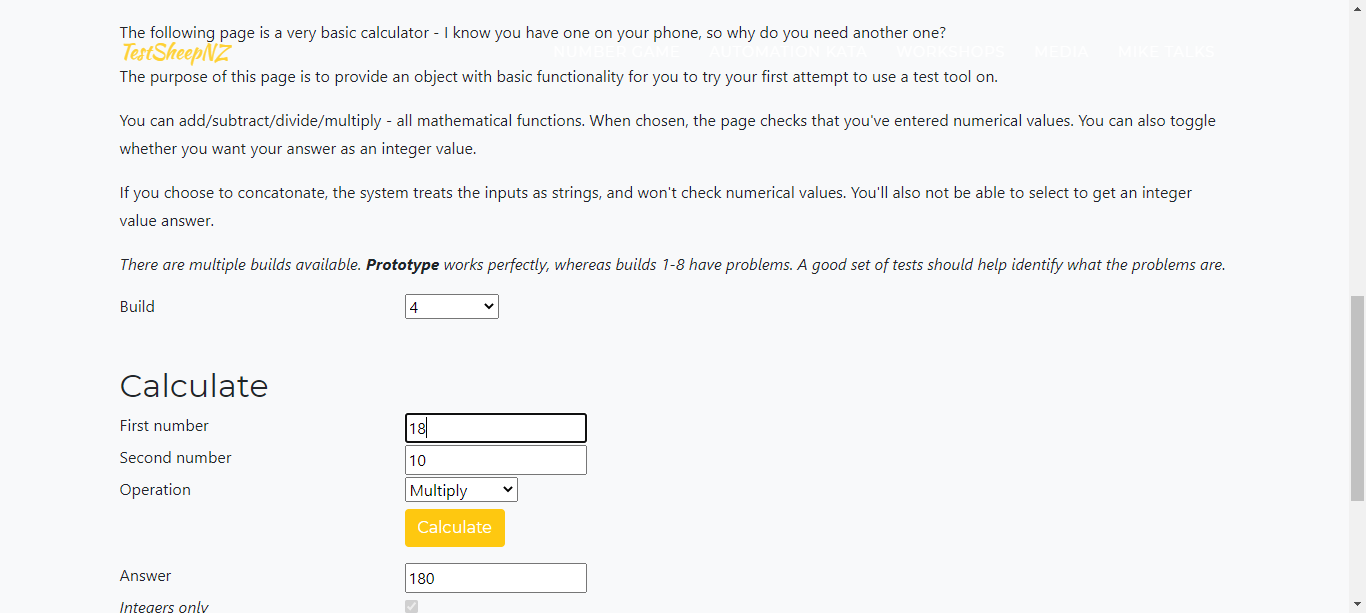 The following page is a very basic calculator - I know you have one on your phone, so why do you need another one?
TestSheepNZ NUMBER GAME AUTOMATION DATA WORKSHOPS MEDIA MIKE TALKS
The purpose of this page is to provide an object with basic functionality for you to try your first attempt to use a test tool on.
You can add/subtract/divide/multiply - all mathematical functions. When chosen, the page checks that you've entered numerical values. You can also toggle
whether you want your answer as an integer value.
If you choose to concatonate, the system treats the inputs as strings, and won't check numerical values. You'll also not be able to select to get an integer
value answer.
There are multiple builds available. Prototype works perfectly, whereas builds 1-8 have problems. A good set of tests should help identify what the problems are.
Build 4
Calculate
First number 18
Second number 10
Operation Multiply
Calculate
Answer 180
Integers only